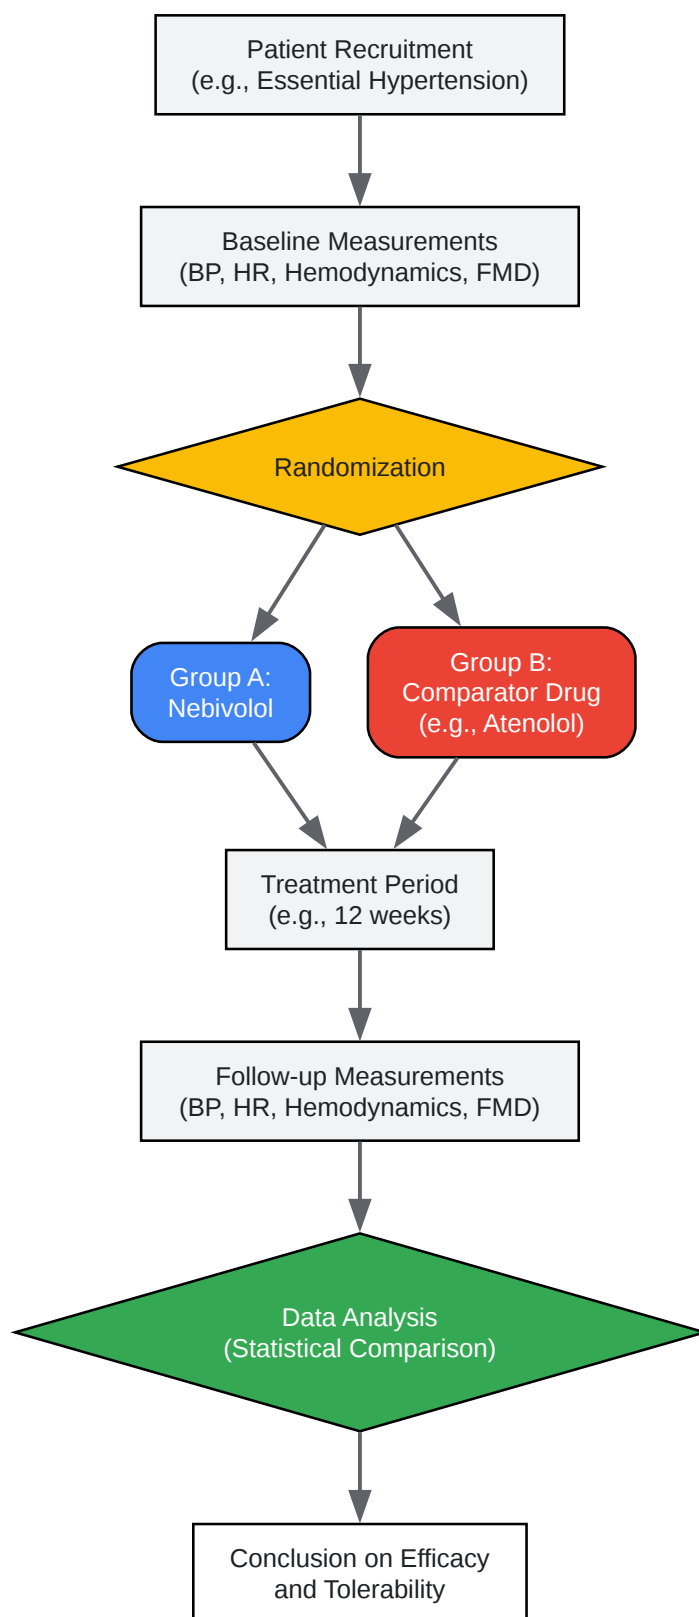 Patient Recruitment
(e.g., Essential Hypertension)
Baseline Measurements
(BP, HR, Hemodynamics, FMD)
Randomization
Group A:
Nebivolol
Group B:
Comparator Drug
(e.g., Atenolol)
Treatment Period
(e.g., 12 weeks)
Follow-up Measurements
(BP, HR, Hemodynamics, FMD)
Data Analysis
(Statistical Comparison)
Conclusion on Efficacy
and Tolerability